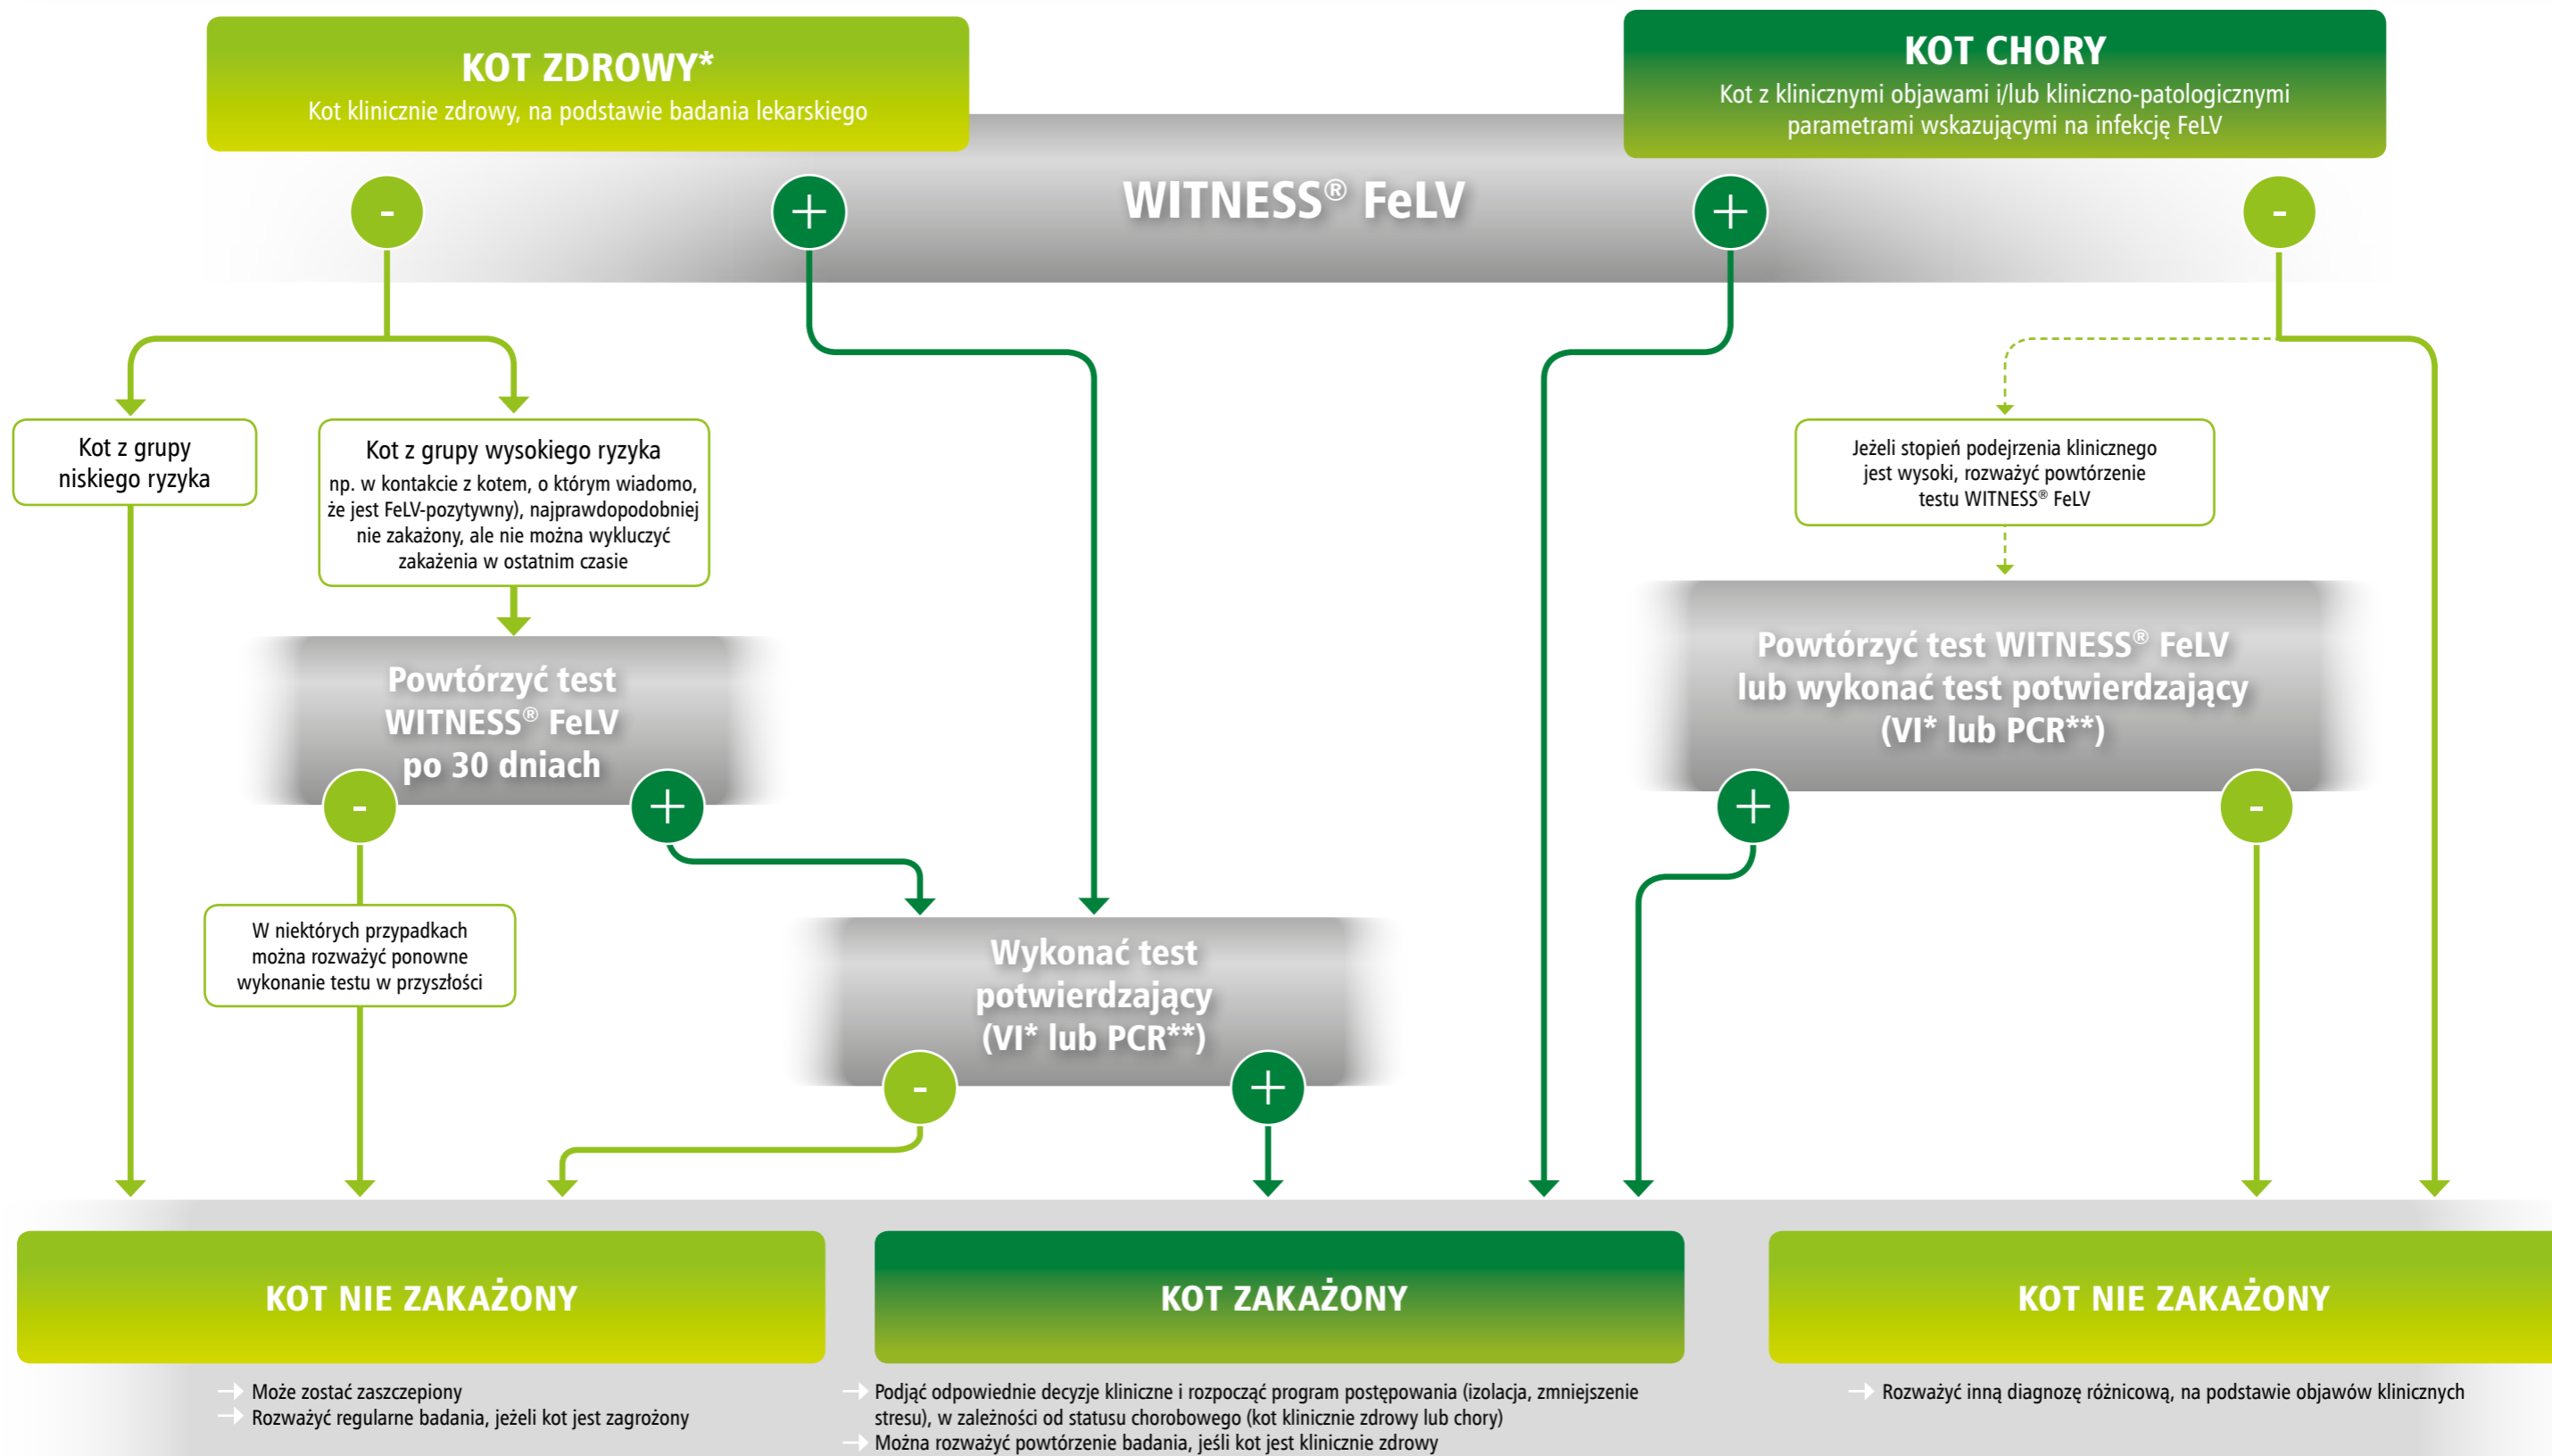 KOT ZDROWY*
Kot klinicznie zdrowy, na podstawie badania lekarskiego
KOT CHORY
Kot z klinicznymi objawami i/lub kliniczno-patologicznymi
parametrami wskazującymi na infekcję FeLV
WITNESS® FeLV
-
+
+
-
Kot z grupy
niskiego ryzyka
Kot z grupy wysokiego ryzyka
np. w kontakcie z kotem, o którym wiadomo,
że jest FeLV-pozytywny), najprawdopodobniej
nie zakażony, ale nie można wykluczyć
zakażenia w ostatnim czasie
Jeżeli stopień podejrzenia klinicznego
jest wysoki, rozważyć powtórzenie
testu WITNESS® FeLV
Powtórzyć test
WITNESS® FeLV
po 30 dniach
-
+
Powtórzyć test WITNESS® FeLV
lub wykonać test potwierdzający
(VI* lub PCR**)
+
-
W niektórych przypadkach
można rozważyć ponowne
wykonanie testu w przyszłości
Wykonać test
potwierdzający
(VI* lub PCR**)
-
+
KOT NIE ZAKAŻONY
→ Może zostać zaszczepiony
→ Rozważyć regularne badania, jeżeli kot jest zagrożony
KOT ZAKAŻONY
→ Podjąć odpowiednie decyzje kliniczne i rozpocząć program postępowania (izolacja, zmniejszenie
stresu), w zależności od statusu chorobowego (kot klinicznie zdrowy lub chory)
→ Można rozważyć powtórzenie badania, jeśli kot jest klinicznie zdrowy
KOT NIE ZAKAŻONY
→ Rozważyć inną diagnozę różnicową, na podstawie objawów klinicznych